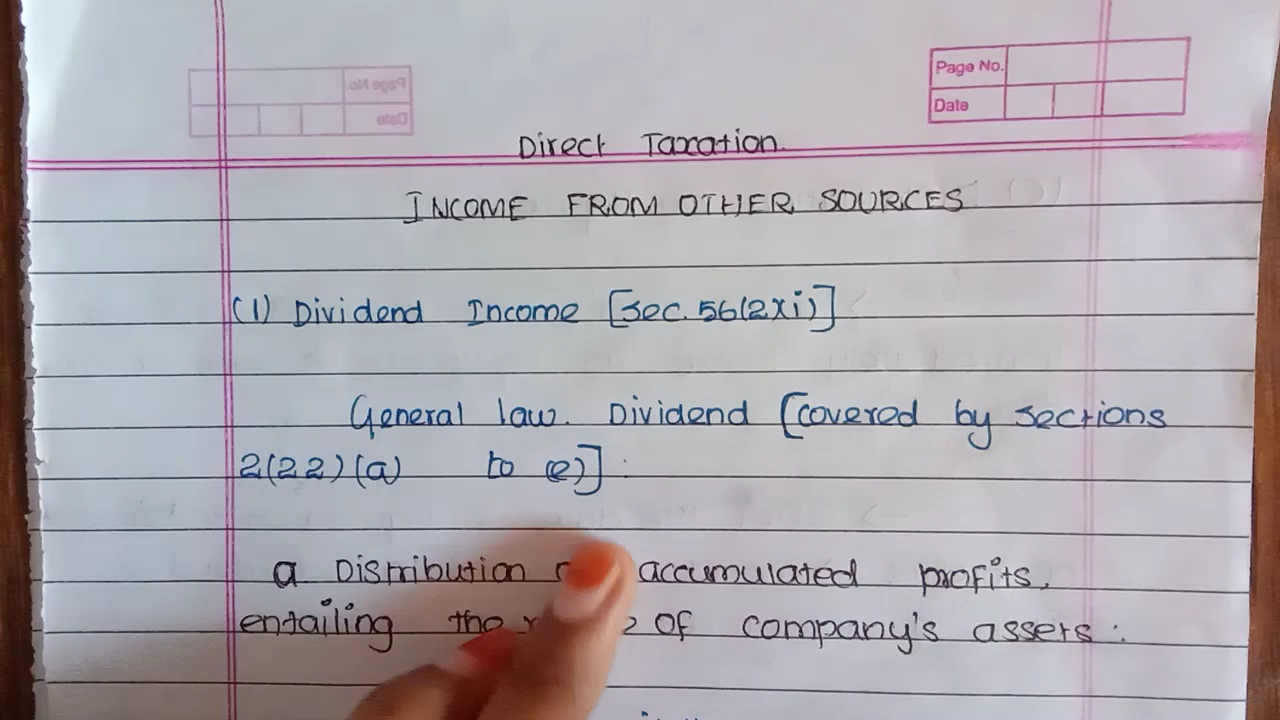 Page No.
Date
Direct Taxation.
INCOME FROM OTHER SOURCES
(1) Dividend Income [Sec. 56(2)(i)]
General law. Dividend [Covered by Sections
2(22)(a) to (e)] :
a Distribution accumulated profits,
entailing the of company's assers :